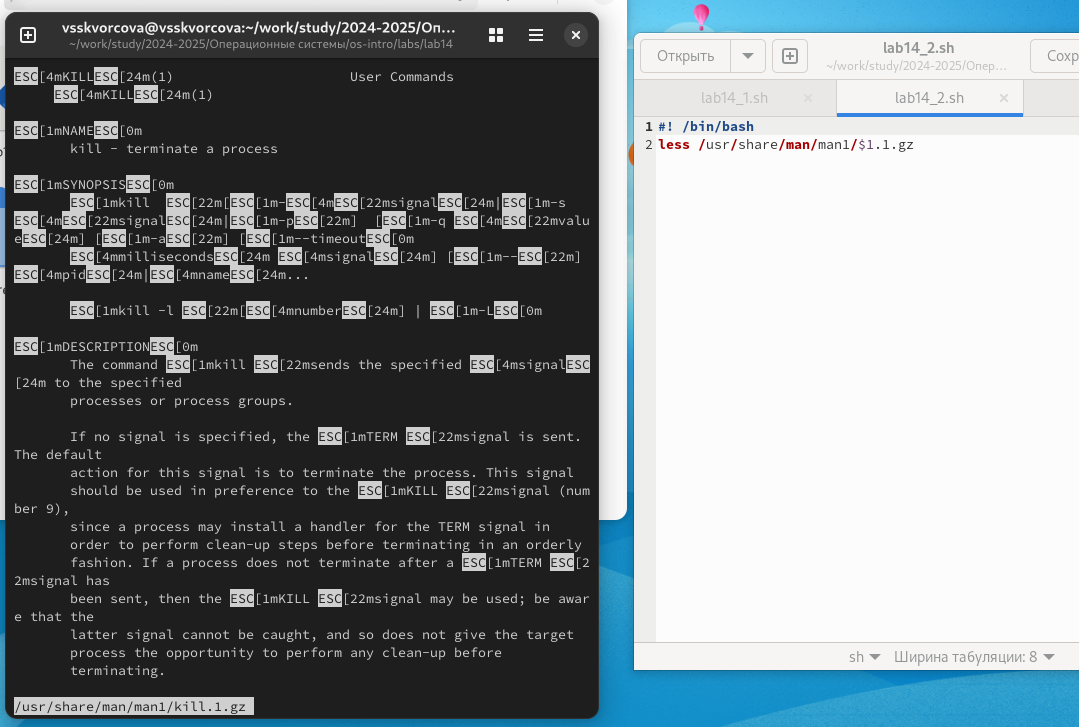 vsskvorcova@vsskvorcova:~/work/study/2024-2025/Оп...
~/work/study/2024-2025/Операционные системы/os-intro/labs/lab14
ESC[4mKILLESC[24m(1) User Commands
ESC[4mKILLESC[24m(1)
ESC[1mNAMEESC[0m
kill - terminate a process
ESC[1mSYNOPSISESC[0m
ESC[1mkill ESC[22m[ESC[1m-ESC[4mESC[22msignalESC[24m|ESC[1m-s
ESC[4mESC[22msignalESC[24m|ESC[1m-pESC[22m] [ESC[1m-q ESC[4mESC[22mvalu
eESC[24m] [ESC[1m-aESC[22m] [ESC[1m--timeoutESC[0m
ESC[4mmillisecondsESC[24m ESC[4msignalESC[24m] [ESC[1m--ESC[22m]
ESC[4mpidESC[24m|ESC[4mnameESC[24m...
ESC[1mkill -l ESC[22m[ESC[4mnumberESC[24m] | ESC[1m-LESC[0m
ESC[1mDESCRIPTIONESC[0m
The command ESC[1mkill ESC[22msends the specified ESC[4msignalESC
[24m to the specified
processes or process groups.
If no signal is specified, the ESC[1mTERM ESC[22msignal is sent.
The default
action for this signal is to terminate the process. This signal
should be used in preference to the ESC[1mKILL ESC[22msignal (num
ber 9),
since a process may install a handler for the TERM signal in
order to perform clean-up steps before terminating in an orderly
fashion. If a process does not terminate after a ESC[1mTERM ESC[2
2msignal has
been sent, then the ESC[1mKILL ESC[22msignal may be used; be awar
e that the
latter signal cannot be caught, and so does not give the target
process the opportunity to perform any clean-up before
terminating.
/usr/share/man/man1/kill.1.gz
Открыть
lab14_2.sh
~/work/study/2024-2025/Опер...
Сохр
lab14_1.sh
lab14_2.sh
1 #! /bin/bash
2 less /usr/share/man/man1/$1.1.gz
sh
Ширина табуляции: 8